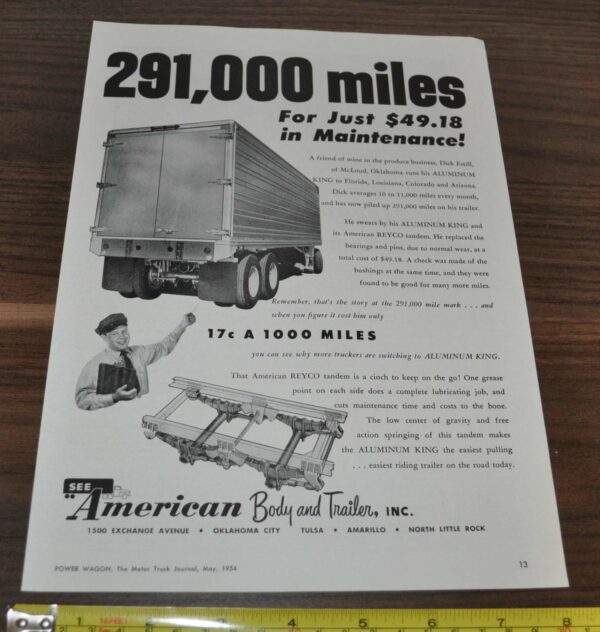 291,000 miles
For Just $49.18
in Maintenance!
A friend of mine in the produce business, Dick Estill,
of McLoud, Oklahoma runs his ALUMINUM
KING to Florida, Louisiana, Colorado and Arizona.
Dick averages 10 to 11,000 miles every month,
and has now piled up 291,000 miles on his trailer.
He swears by his ALUMINUM KING and
its American REYCO tandem. He replaced the
bearings and pins, due to normal wear, at a
total cost of $49.18. A check was made of the
bushings at the same time, and they were
found to be good for many more miles.
Remember, that's the story at the 291,000 mile mark . . . and
when you figure it cost him only
17c A 1000 MILES
you can see why more truckers are switching to ALUMINUM KING.
That American REYCO tandem is a cinch to keep on the go! One grease
point on each side does a complete lubricating job, and
cuts maintenance time and costs to the bone.
The low center of gravity and free
action springing of this tandem makes
the ALUMINUM KING the easiest pulling
. . . easiest riding trailer on the road today.
SEE
"American Body and Trailer, INC.
1500 EXCHANGE AVENUE • OKLAHOMA CITY TULSA • AMARILLO • NORTH LITTLE ROCK
POWER WAGON, The Motor Truck Journal, May, 1954
13
1 2 3 4 5 6 7 8